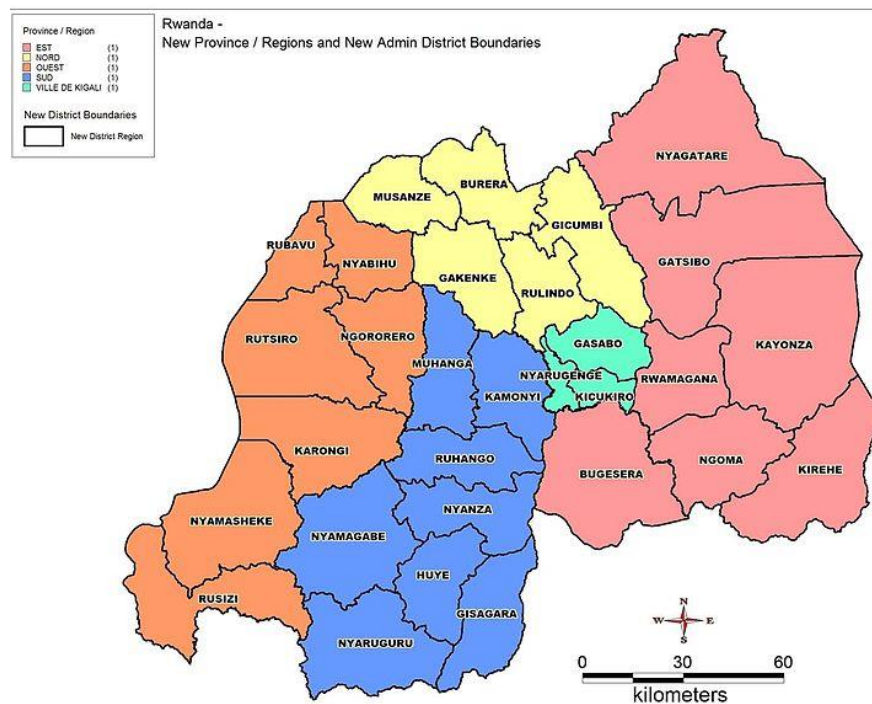 Rwanda -
New Province / Regions and New Admin District Boundaries
Province / Region
EST (1)
NORD (1)
OUEST (1)
SUD (1)
VILLE DE KIGALI (1)
New District Boundaries
New District Region
NYAGATARE
BURERA
MUSANZE
GICUMBI
RUBAVU
NYABIHU
GAKENKE
GATSIBO
RULINDO
RUTSIRO
NGORORERO
GASABO
KAYONZA
MUHANGA
NYARUGENGE
RWAMAGANA
KAMONYI
KICUKIRO
KARONGI
RUHANGO
BUGESERA
NGOMA
KIREHE
NYAMASHEKE
NYANZA
NYAMAGABE
HUYE
RUSIZI
GISAGARA
NYARUGURU
N
W E
S
0 30 60
kilometers